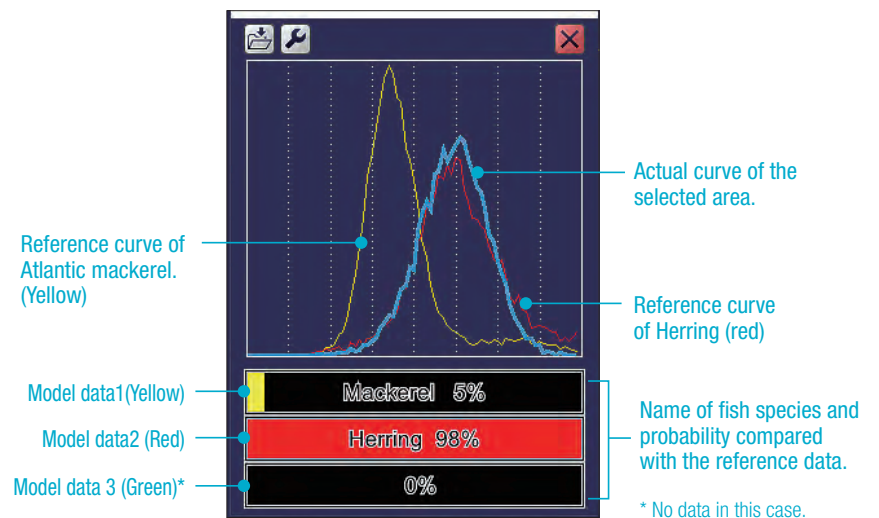 Actual curve of the
selected area.
Reference curve of
Atlantic mackerel.
(Yellow)
Reference curve
of Herring (red)
Model data1(Yellow)
Mackerel 5%
Model data2 (Red)
Herring 98%
Model data 3 (Green)*
0%
Name of fish species and
probability compared
with the reference data.
* No data in this case.